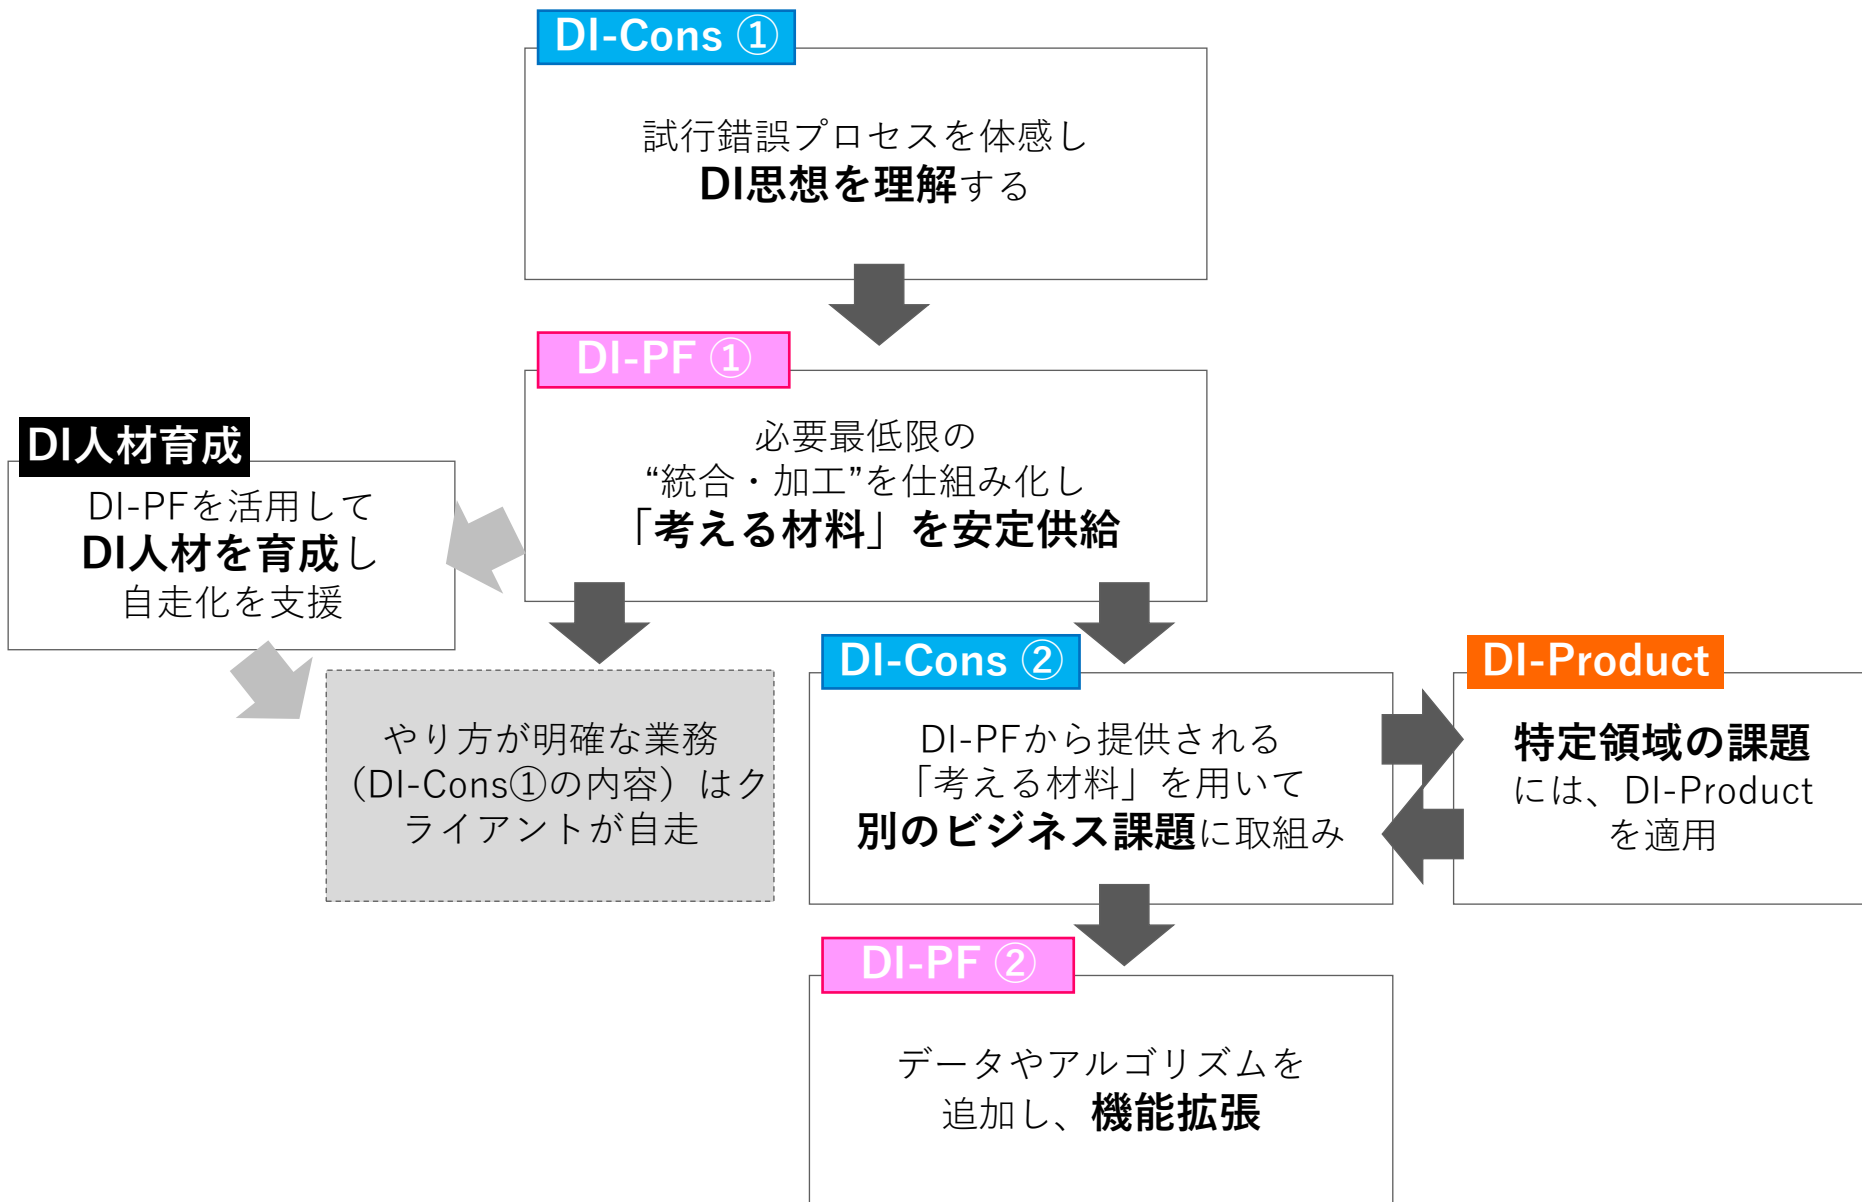 DI-Cons ①
試行錯誤プロセスを体感し
DI思想を理解する
DI-PF ①
必要最低限の
“統合・加工”を仕組み化し
「考える材料」を安定供給
DI人材育成
DI-PFを活用して
DI人材を育成し
自走化を支援
やり方が明確な業務
（DI-Cons①の内容）はク
ライアントが自走
DI-Cons ②
DI-PFから提供される
「考える材料」を用いて
別のビジネス課題に取組み
DI-Product
特定領域の課題
には、DI-Product
を適用
DI-PF ②
データやアルゴリズムを
追加し、機能拡張